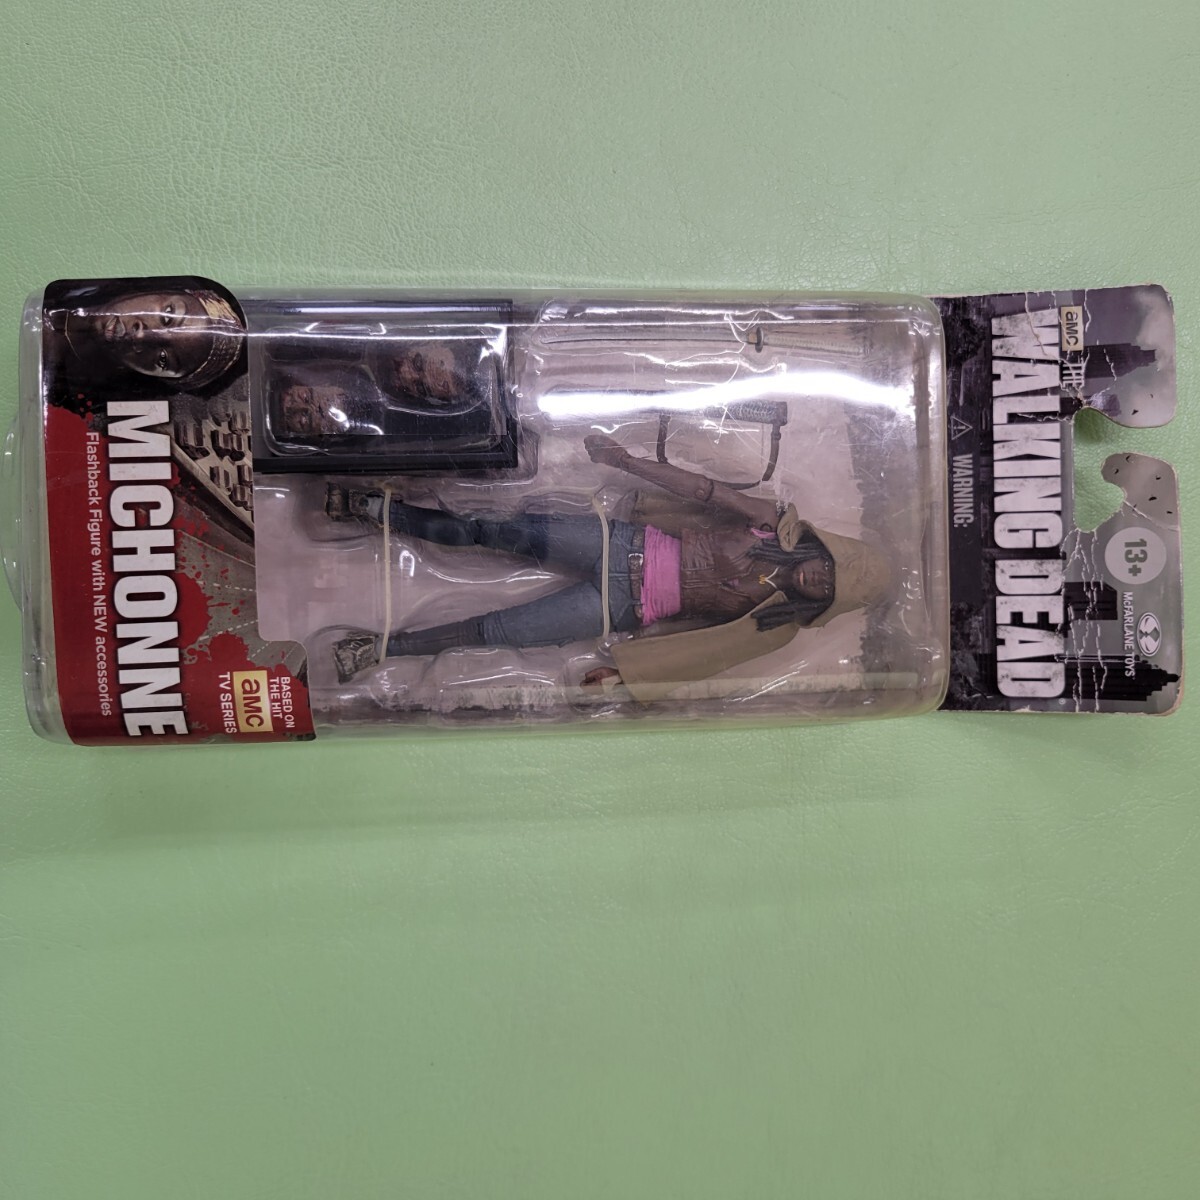 aMC
THE
WALKING DEAD
13+
McFARLANE TOYS
WARNING:
MICHONNE
Flashback Figure with NEW accessories
BASED ON
THE HIT
aMC
TV SERIES